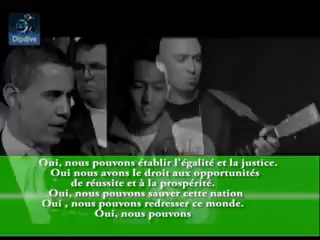 Dipdive
Oui, nous pouvons établir l'égalité et la justice.
Oui nous avons le droit aux opportunités
de réussite et à la prospérité.
Oui, nous pouvons sauver cette nation
Oui , nous pouvons redresser ce monde.
Oui, nous pouvons